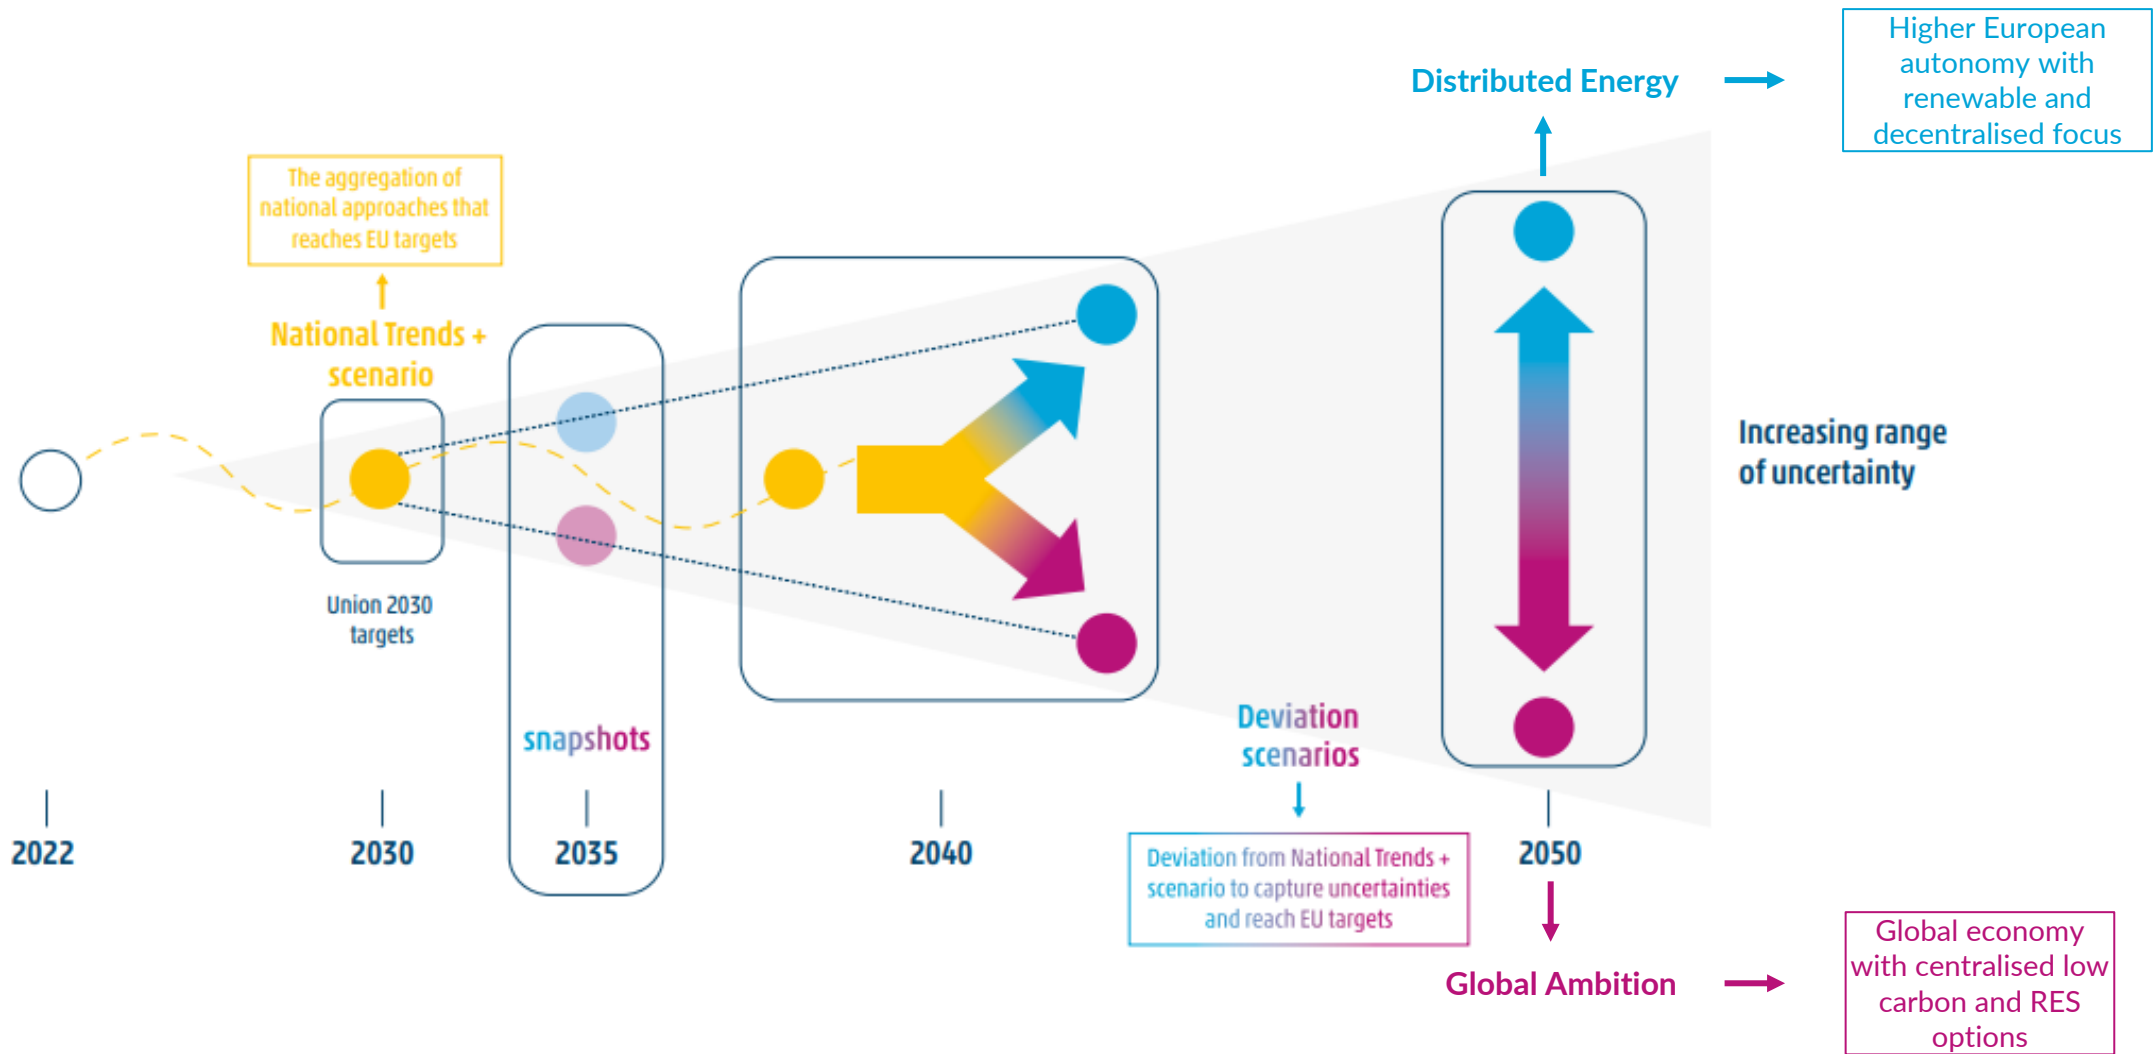 Higher European
autonomy with
renewable and
decentralised focus
Distributed Energy
The aggregation of
national approaches that
reaches EU targets
National Trends +
scenario
Increasing range
of uncertainty
Union 2030
targets
snapshots
Deviation
scenarios
2022
2030
2035
2040
2050
Deviation from National Trends +
scenario to capture uncertainties
and reach EU targets
Global Ambition
Global economy
with centralised low
carbon and RES
options